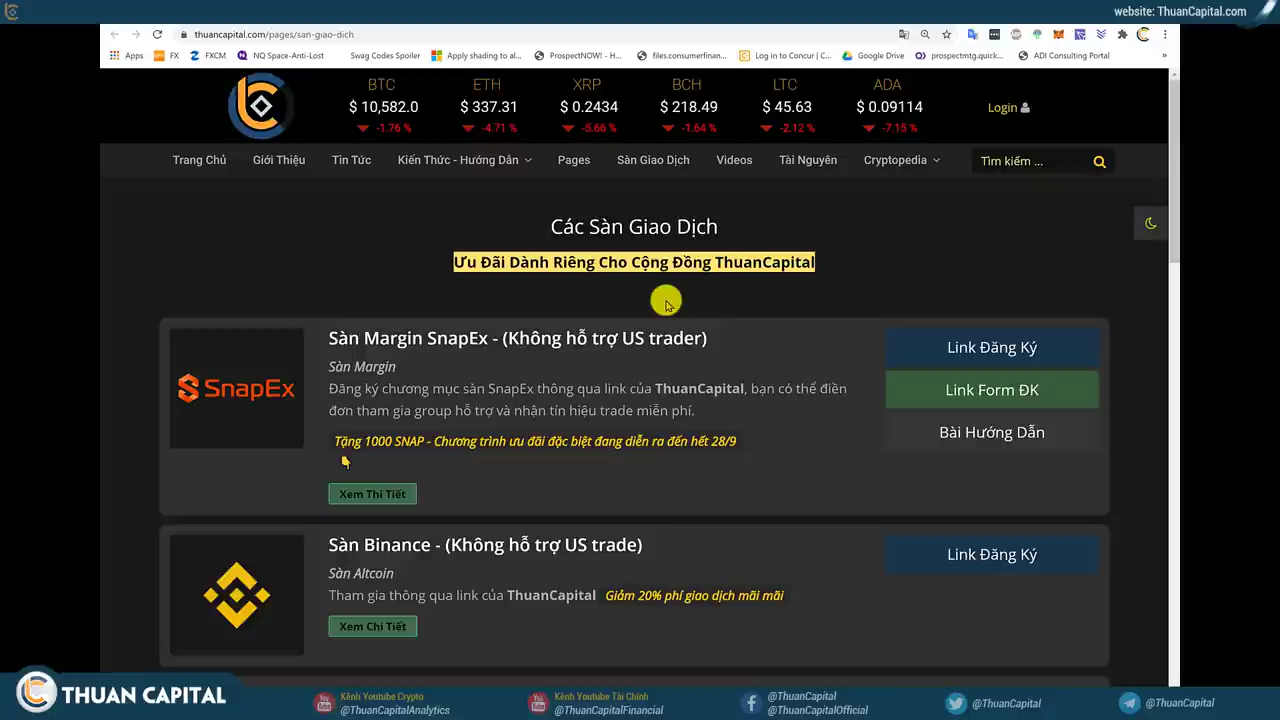 website: ThuanCapital.com
thuancapital.com/pages/san-giao-dich
Apps
FX
FXCM
NQ Space-Anti-Lost
Swag Codes Spoiler
Apply shading to al...
ProspectNOW! - H...
files.consumerfinan...
Log in to Concur | C...
Google Drive
prospectmtg.quick...
ADI Consulting Portal
»
BTC ETH XRP BCH LTC ADA
$ 10,582.0 $ 337.31 $ 0.2434 $ 218.49 $ 45.63 $ 0.09114
-1.76 % -4.71 % -5.66 % -1.64 % -2.12 % -7.15 %
Login
Trang Chủ Giới Thiệu Tin Tức Kiến Thức - Hướng Dẫn Pages Sàn Giao Dịch Videos Tài Nguyên Cryptopedia Tìm kiếm ...
Các Sàn Giao Dịch
Ưu Đãi Dành Riêng Cho Cộng Đồng ThuanCapital
SnapEx
Sàn Margin SnapEx - (Không hỗ trợ US trader)
Sàn Margin
Đăng ký chương mục sàn SnapEx thông qua link của ThuanCapital, bạn có thể điền
đơn tham gia group hỗ trợ và nhận tín hiệu trade miễn phí.
Tặng 1000 SNAP - Chương trình ưu đãi đặc biệt đang diễn ra đến hết 28/9
Xem Thi Tiết
Link Đăng Ký
Link Form ĐK
Bài Hướng Dẫn
Sàn Binance - (Không hỗ trợ US trade)
Sàn Altcoin
Tham gia thông qua link của ThuanCapital Giảm 20% phí giao dịch mãi mãi
Xem Chi Tiết
Link Đăng Ký
THUAN CAPITAL
Kênh Youtube Crypto
@ThuanCapitalAnalytics
Kênh Youtube Tài Chính
@ThuanCapitalFinancial
@ThuanCapital
@ThuanCapitalOfficial
@ThuanCapital
@ThuanCapital